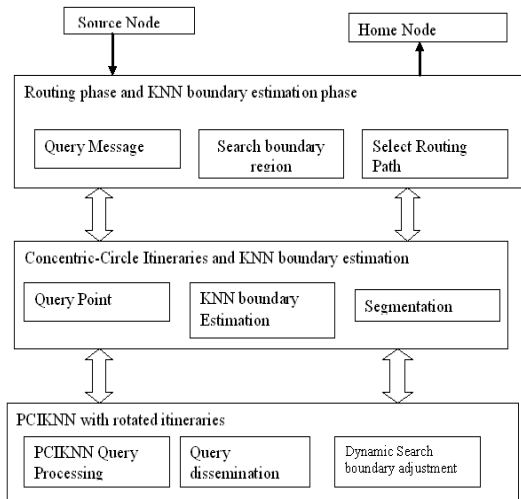 Source Node
Home Node
Routing phase and KNN boundary estimation phase
Query Message
Search boundary
region
Select Routing
Path
Concentric-Circle Itineraries and KNN boundary estimation
Query Point
KNN boundary
Estimation
Segmentation
PCIKNN with rotated itineraries
PCIKNN Query
Processing
Query
dissemination
Dynamic Search
boundary adjustment